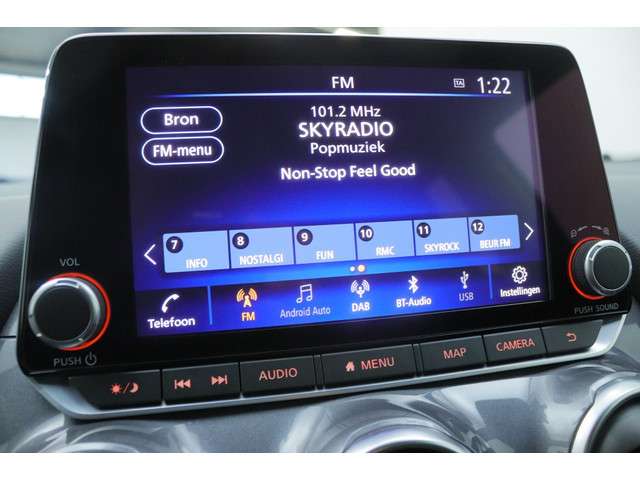 FM
TA 1:22
Bron
FM-menu
101.2 MHz
SKYRADIO
Popmuziek
Non-Stop Feel Good
7 8 9 10 11 12
INFO NOSTALGI FUN RMC SKYROCK BEUR FM
Telefoon FM Android Auto DAB BT-Audio USB Instellingen
VOL
PUSH
PUSH SOUND
AUDIO MENU MAP CAMERA